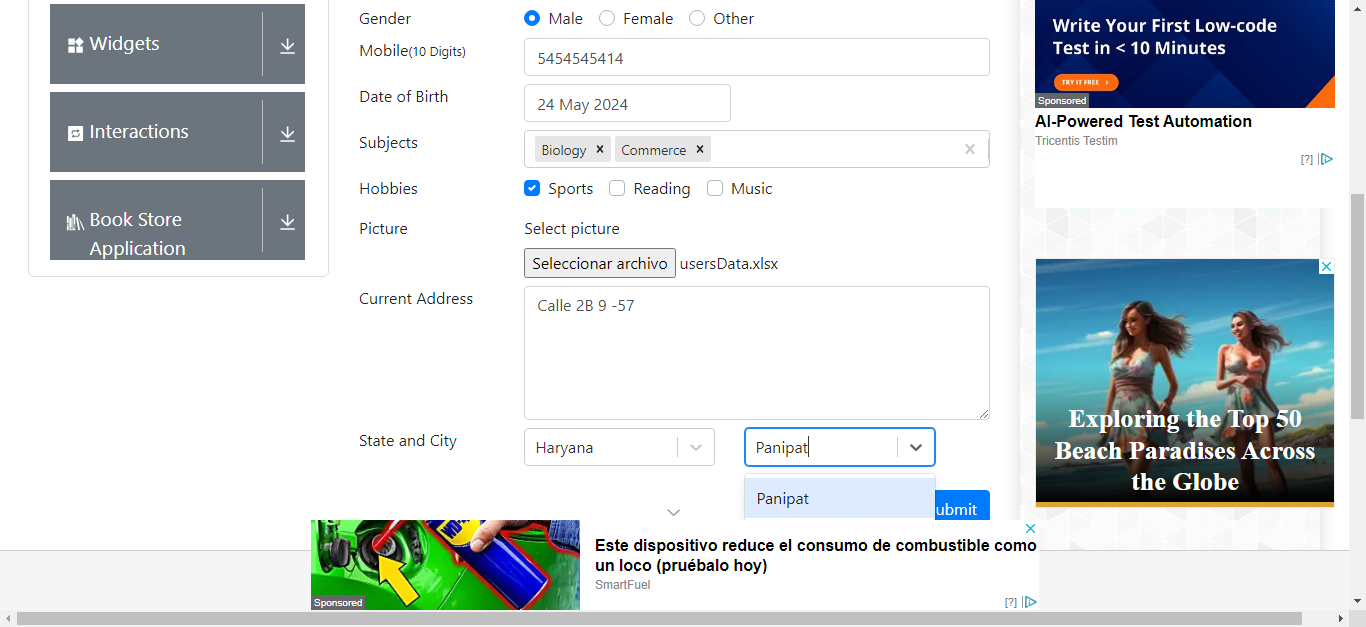 Widgets
Interactions
Book Store
Application
Gender
Male
Female
Other
Mobile(10 Digits)
5454545414
Date of Birth
24 May 2024
Subjects
Biology
Commerce
Hobbies
Sports
Reading
Music
Picture
Select picture
Seleccionar archivo
usersData.xlsx
Current Address
Calle 2B 9 -57
State and City
Haryana
Panipat
Panipat
ubmit
Write Your First Low-code
Test in < 10 Minutes
TRY IT FREE >
Sponsored
AI-Powered Test Automation
Tricentis Testim
[?]
Exploring the Top 50
Beach Paradises Across
the Globe
Este dispositivo reduce el consumo de combustible como
un loco (pruébalo hoy)
SmartFuel
Sponsored
[?]